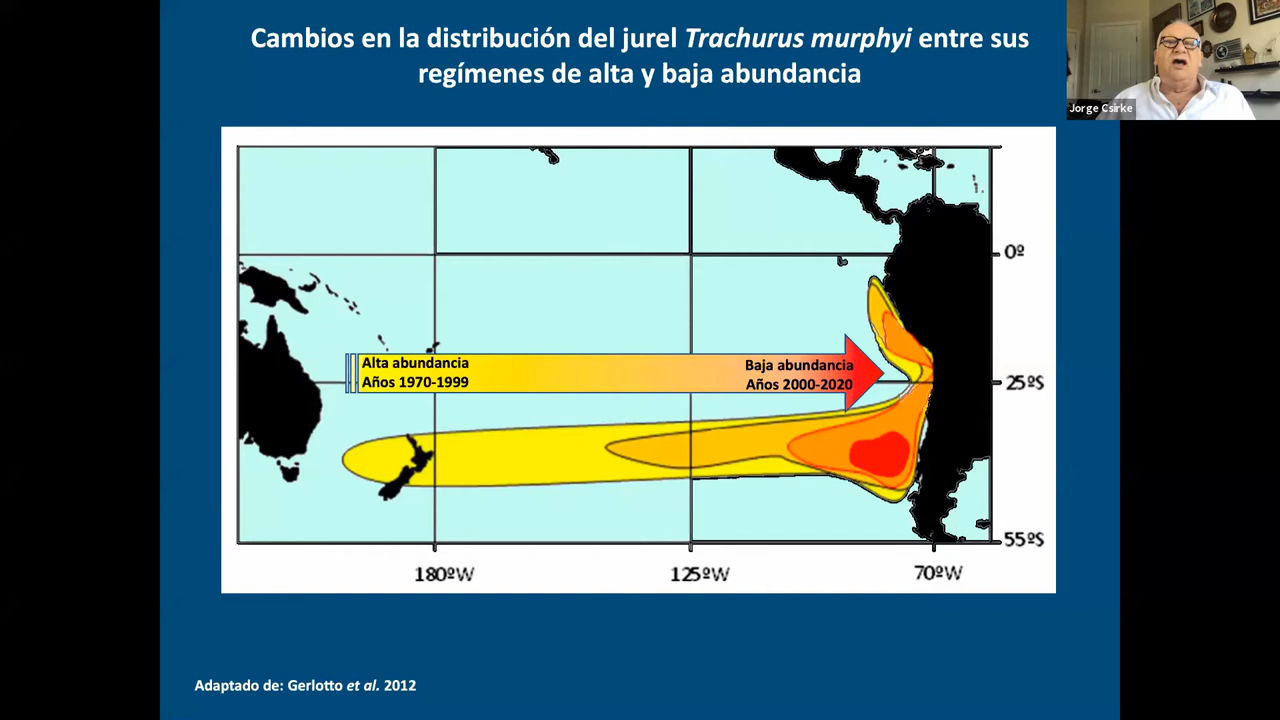 Cambios en la distribución del jurel Trachurus murphyi entre sus
regímenes de alta y baja abundancia
Jorge Csirke
0º
Alta abundancia
Años 1970-1999
Baja abundancia
Años 2000-2020
25ºS
55ºS
180ºW
125ºW
70ºW
Adaptado de: Gerlotto et al. 2012